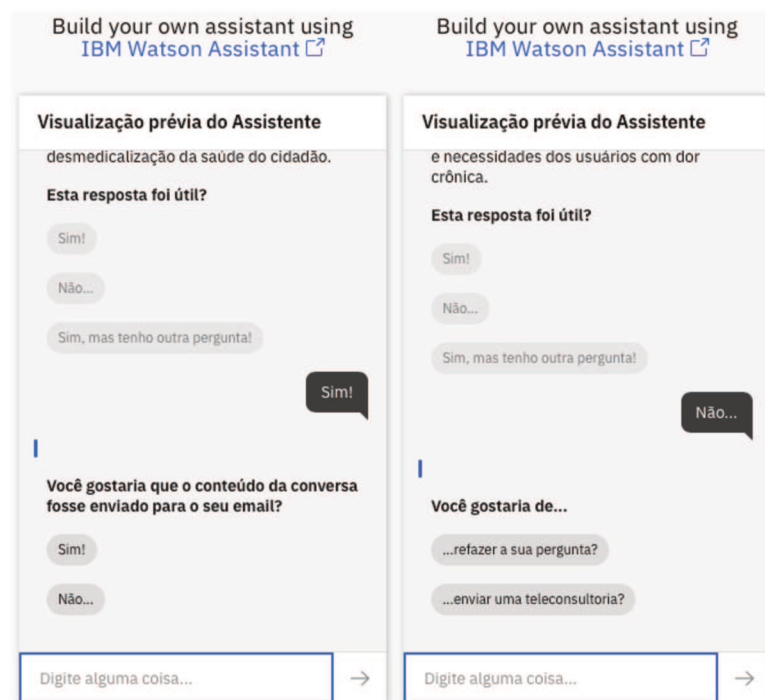 Build your own assistant using
IBM Watson Assistant
Visualização prévia do Assistente
desmedicalização da saúde do cidadão.
Esta resposta foi útil?
Sim!
Não...
Sim, mas tenho outra pergunta!
Sim!
Você gostaria que o conteúdo da conversa
fosse enviado para o seu email?
Sim!
Não...
Digite alguma coisa...
Build your own assistant using
IBM Watson Assistant
Visualização prévia do Assistente
e necessidades dos usuários com dor
crônica.
Esta resposta foi útil?
Sim!
Não...
Sim, mas tenho outra pergunta!
Não...
Você gostaria de...
...refazer a sua pergunta?
...enviar uma teleconsultoria?
Digite alguma coisa...